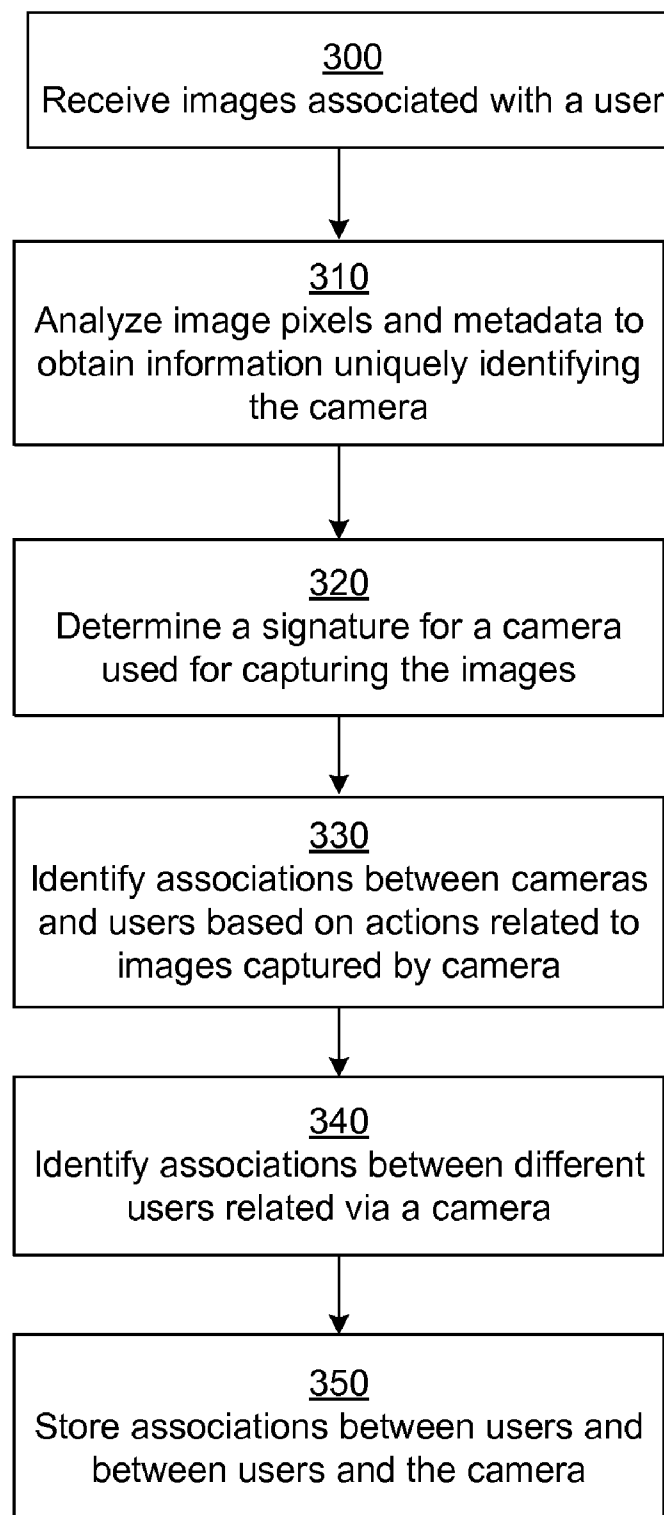 300
Receive images associated with a user
310
Analyze image pixels and metadata to
obtain information uniquely identifying
the camera
320
Determine a signature for a camera
used for capturing the images
330
Identify associations between cameras
and users based on actions related to
images captured by camera
340
Identify associations between different
users related via a camera
350
Store associations between users and
between users and the camera